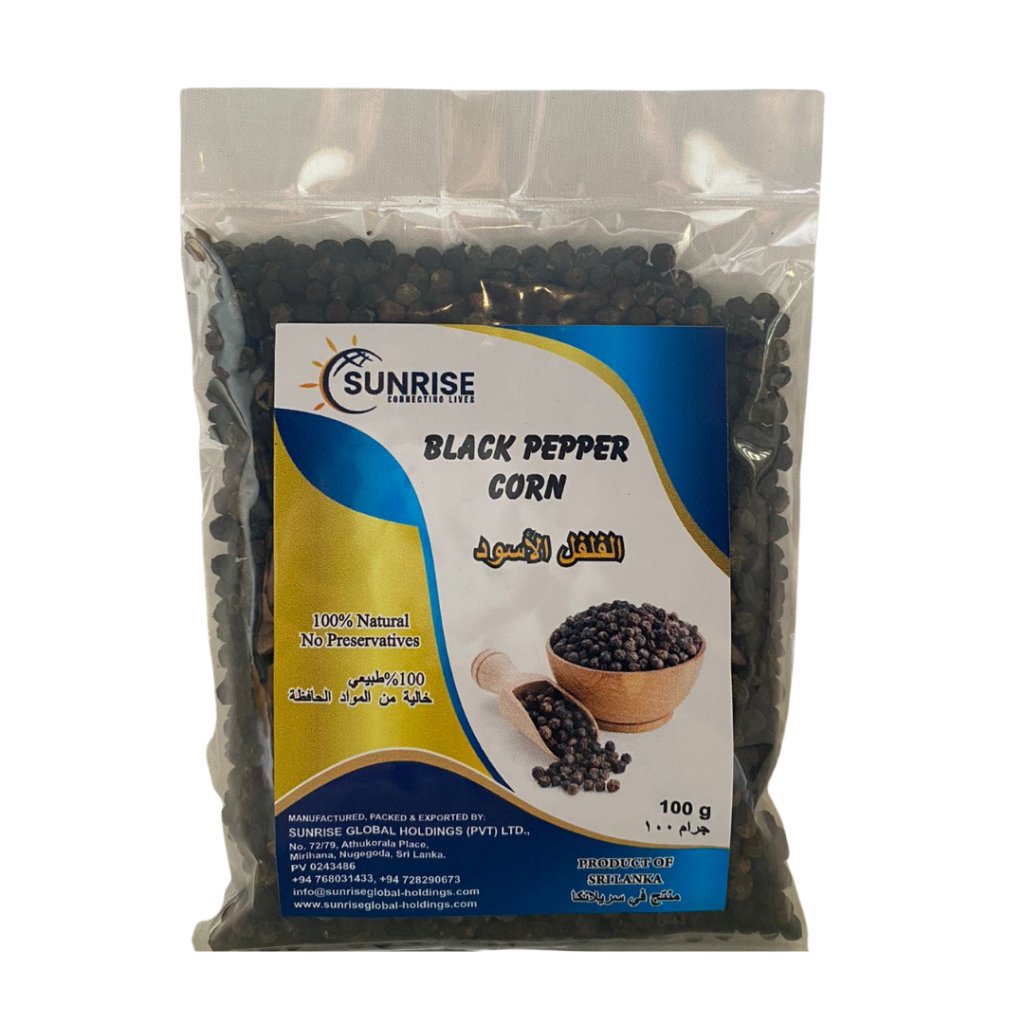 SUNRISE
CONNECTING LIVES
BLACK PEPPER
CORN
الفلفل الأسود
100% Natural
No Preservatives
100%طبيعي
خالية من المواد الحافظة
MANUFACTURED, PACKED & EXPORTED BY:
SUNRISE GLOBAL HOLDINGS (PVT) LTD.,
No. 72/79, Athukorala Place,
Mirihana, Nugegoda, Sri Lanka.
PV 0243486
+94 768031433, +94 728290673
info@sunriseglobal-holdings.com
www.sunriseglobal-holdings.com
100 g
جرام ١٠٠
PRODUCT OF
SRILANKA
منتج في سريلانكا